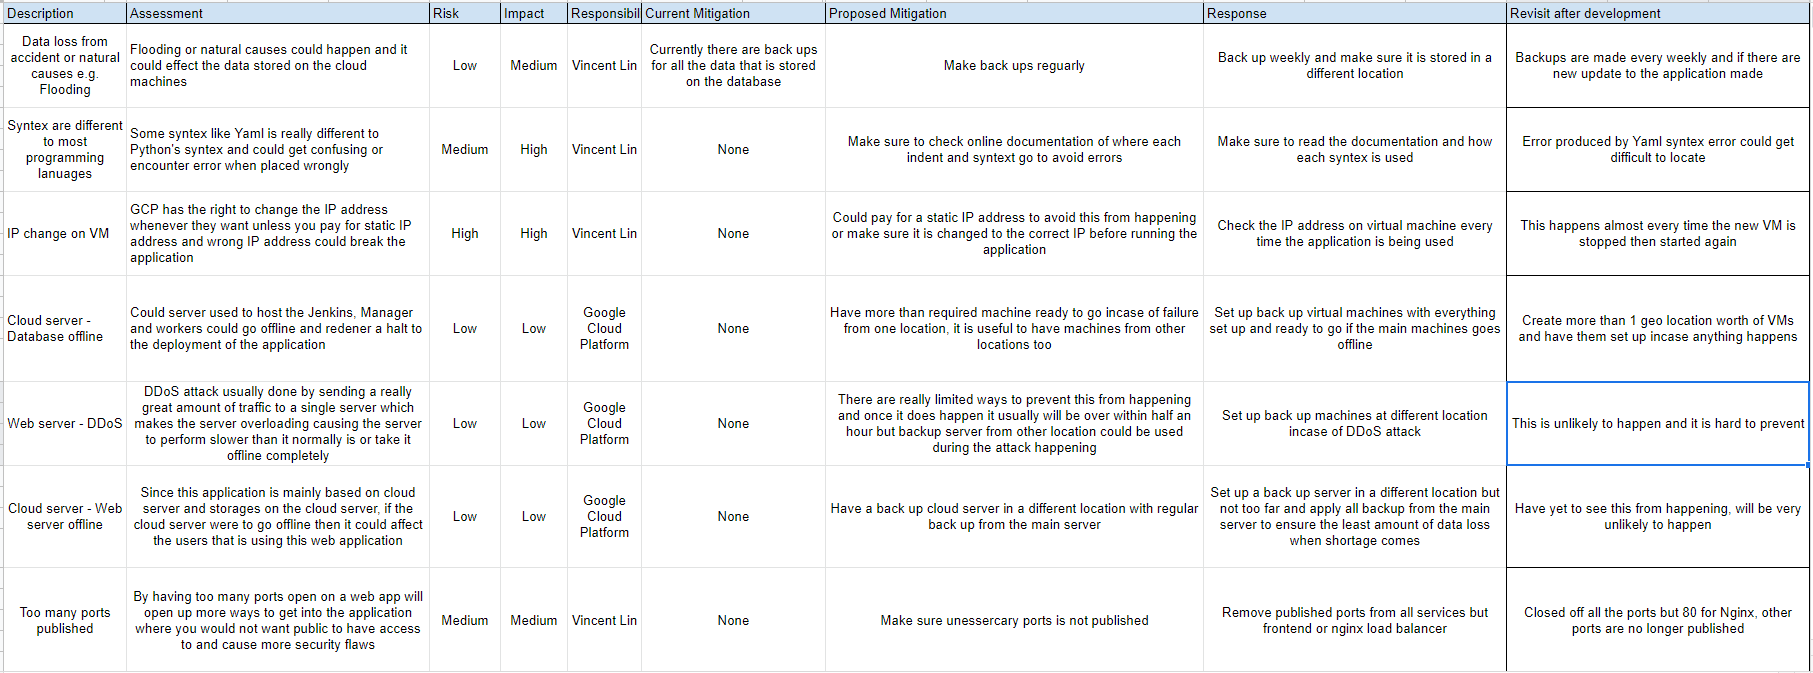 Description Assessment Risk Impact Responsibil Current Mitigation Proposed Mitigation Response Revisit after development
Data loss from
accident or natural
causes e.g.
Flooding
Flooding or natural causes could happen and it
could effect the data stored on the cloud
machines
Low
Medium
Vincent Lin
Currently there are back ups
for all the data that is stored
on the database
Make back ups reguarly
Back up weekly and make sure it is stored in a
different location
Backups are made every weekly and if there are
new update to the application made
Syntex are different
to most
programming
lanuages
Some syntex like Yaml is really different to
Python's syntex and could get confusing or
encounter error when placed wrongly
Medium
High
Vincent Lin
None
Make sure to check online documentation of where each
indent and syntext go to avoid errors
Make sure to read the documentation and how
each syntex is used
Error produced by Yaml syntex error could get
difficult to locate
IP change on VM
GCP has the right to change the IP address
whenever they want unless you pay for static IP
address and wrong IP address could break the
application
High
High
Vincent Lin
None
Could pay for a static IP address to avoid this from happening
or make sure it is changed to the correct IP before running the
application
Check the IP address on virtual machine every
time the application is being used
This happens almost every time the new VM is
stopped then started again
Cloud server -
Database offline
Could server used to host the Jenkins, Manager
and workers could go offline and redener a halt to
the deployment of the application
Low
Low
Google
Cloud
Platform
None
Have more than required machine ready to go incase of failure
from one location, it is useful to have machines from other
locations too
Set up back up virtual machines with everything
set up and ready to go if the main machines goes
offline
Create more than 1 geo location worth of VMs
and have them set up incase anything happens
Web server - DDoS
DDoS attack usually done by sending a really
great amount of traffic to a single server which
makes the server overloading causing the server
to perform slower than it normally is or take it
offline completely
Low
Low
Google
Cloud
Platform
None
There are really limited ways to prevent this from happening
and once it does happen it usually will be over within half an
hour but backup server from other location could be used
during the attack happening
Set up back up machines at different location
incase of DDoS attack
This is unlikely to happen and it is hard to prevent
Cloud server - Web
server offline
Since this application is mainly based on cloud
server and storages on the cloud server, if the
cloud server were to go offline then it could affect
the users that is using this web application
Low
Low
Google
Cloud
Platform
None
Have a back up cloud server in a different location with regular
back up from the main server
Set up a back up server in a different location but
not too far and apply all backup from the main
server to ensure the least amount of data loss
when shortage comes
Have yet to see this from happening, will be very
unlikely to happen
Too many ports
published
By having too many ports open on a web app will
open up more ways to get into the application
where you would not want public to have access
to and cause more security flaws
Medium
Medium
Vincent Lin
None
Make sure unessercary ports is not published
Remove published ports from all services but
frontend or nginx load balancer
Closed off all the ports but 80 for Nginx, other
ports are no longer published